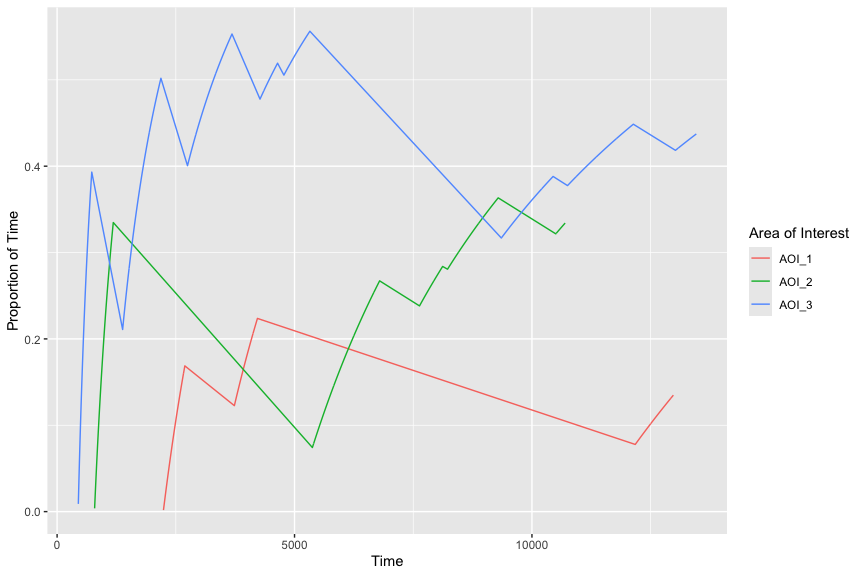 Proportion of Time
0.4
0.2
0.0
0
5000
10000
Time
Area of Interest
AOI_1
AOI_2
AOI_3